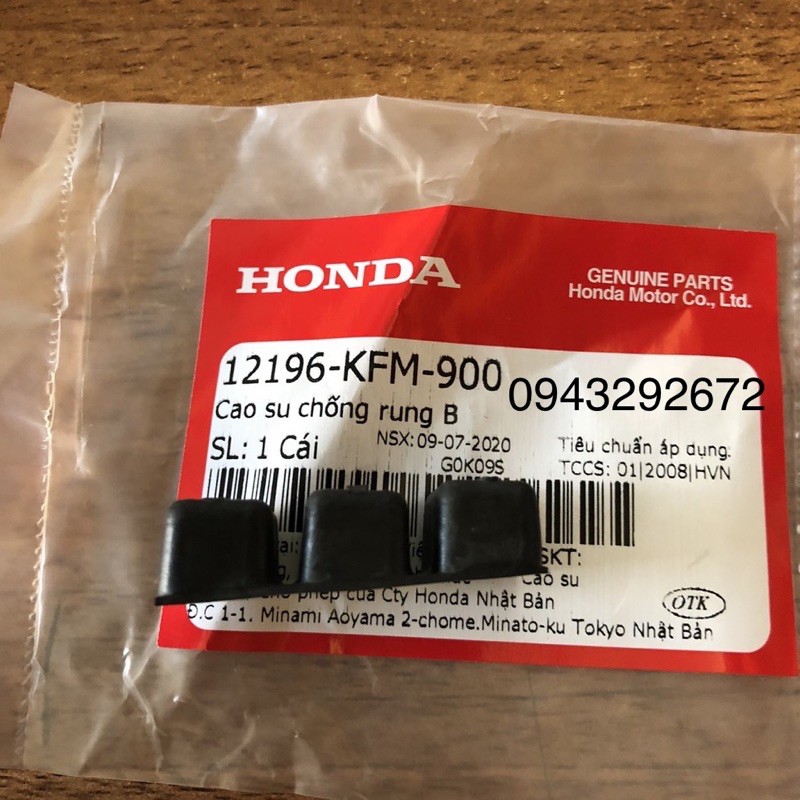 HONDA
GENUINE PARTS
Honda Motor Co., Ltd.
12196-KFM-900
0943292672
Cao su chống rung B
SL: 1 Cái
NSX: 09-07-2020
Tiêu chuẩn áp dụng:
G0K09S
TCCS: 01|2008|HVN
SKT:
Cao su
phép của Cty Honda Nhật Bản
OTK
Đ.C 1-1. Minami Aoyama 2-chome.Minato-ku Tokyo Nhật Bản